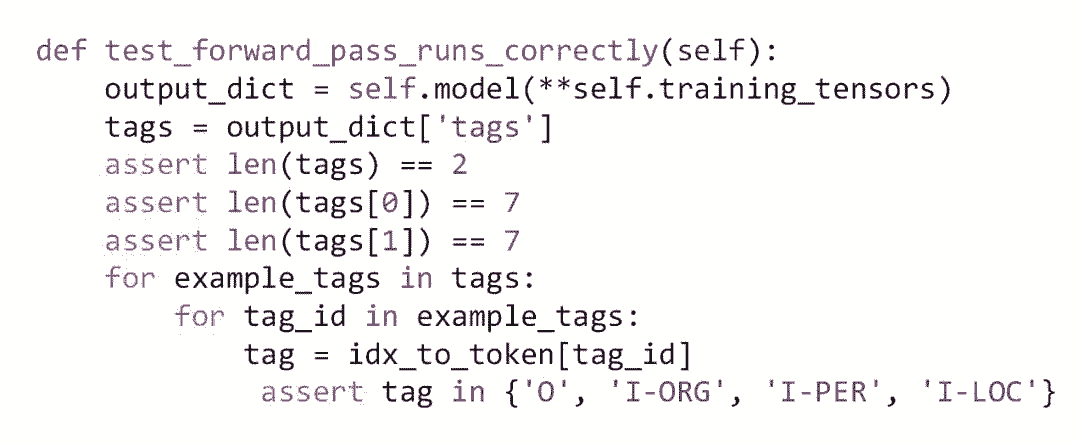 def test_forward_pass_runs_correctly(self):
    output_dict = self.model(**self.training_tensors)
    tags = output_dict['tags']
    assert len(tags) == 2
    assert len(tags[0]) == 7
    assert len(tags[1]) == 7
    for example_tags in tags:
        for tag_id in example_tags:
            tag = idx_to_token[tag_id]
             assert tag in {'O', 'I-ORG', 'I-PER', 'I-LOC'}